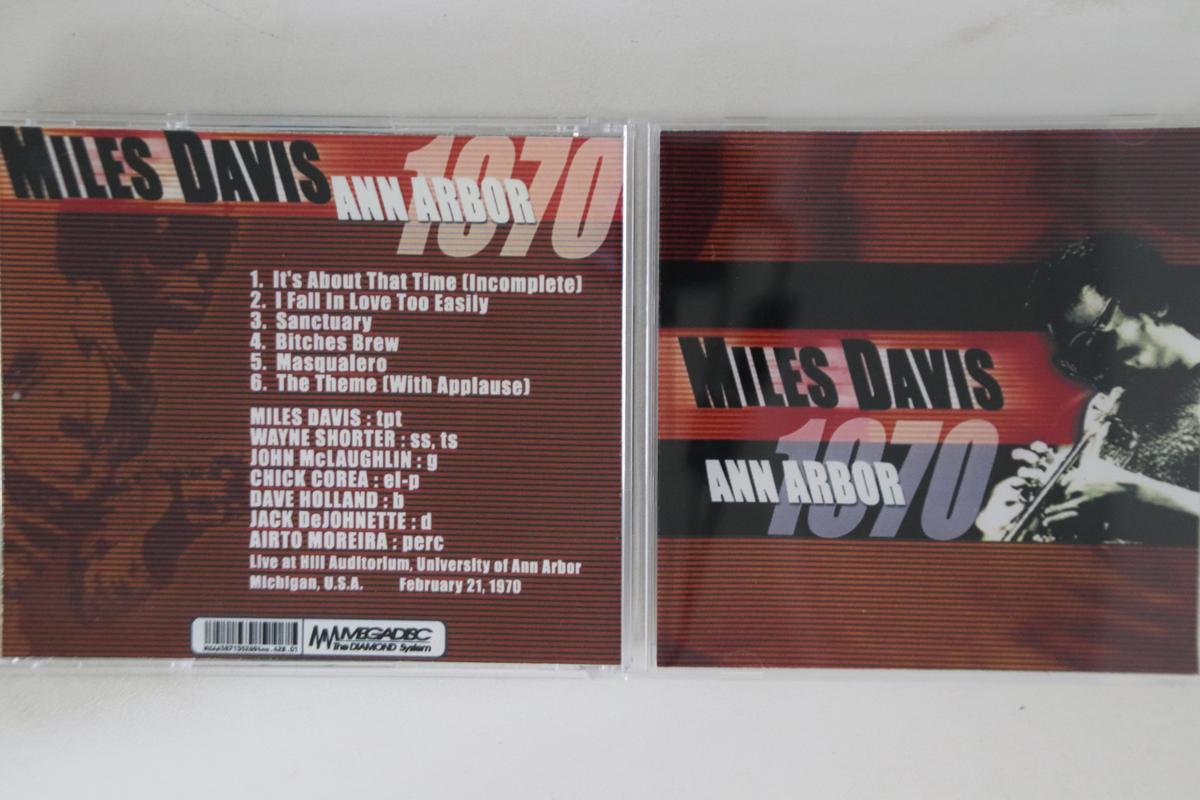 MILES DAVIS
1970
ANN ARBOR
1. It's About That Time (Incomplete)
2. I Fall In Love Too Easily
3. Sanctuary
4. Bitches Brew
5. Masqualero
6. The Theme (With Applause)
MILES DAVIS : tpt
WAYNE SHORTER : ss, ts
JOHN McLAUGHLIN : g
CHICK COREA : el-p
DAVE HOLLAND : b
JACK DeJOHNETTE : d
AIRTO MOREIRA : perc
Live at Hill Auditorium, University of Ann Arbor
Michigan, U.S.A. February 21, 1970
MEGADISC
The DIAMOND System
MILES DAVIS
1970
ANN ARBOR